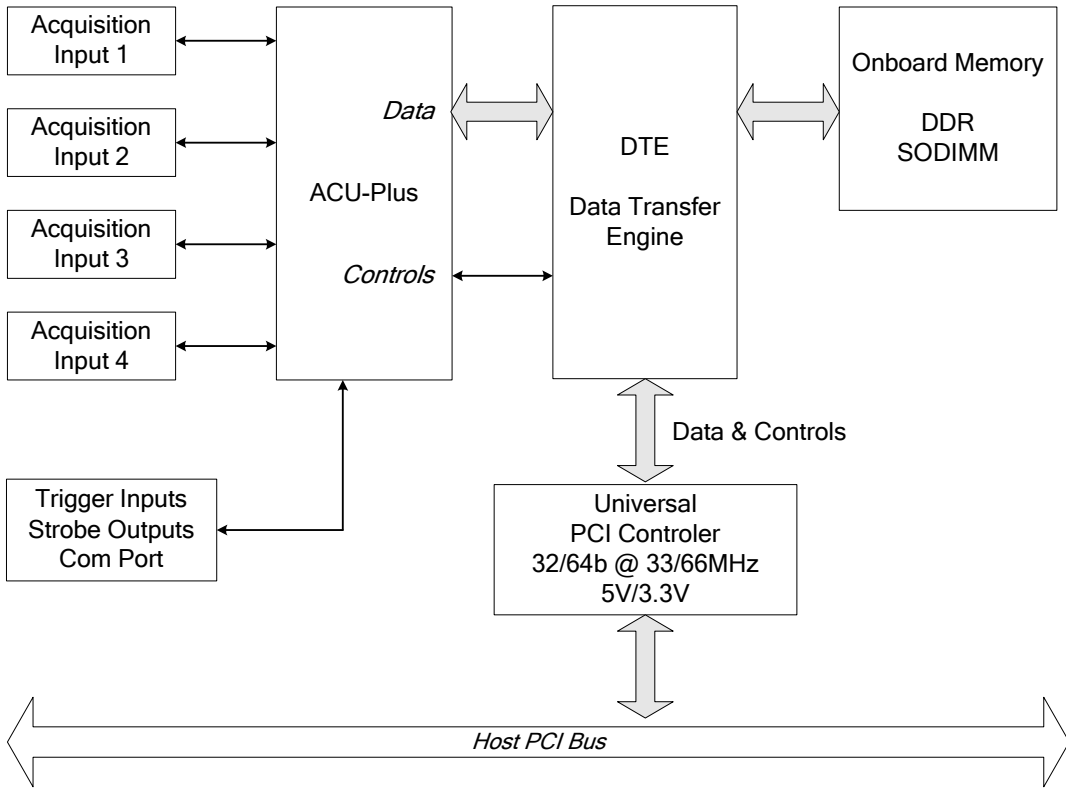 Acquisition
Input 1
Acquisition
Input 2
Acquisition
Input 3
Acquisition
Input 4
Trigger Inputs
Strobe Outputs
Com Port
Data
ACU-Plus
Controls
DTE
Data Transfer
Engine
Onboard Memory
DDR
SODIMM
Data & Controls
Universal
PCI Controler
32/64b @ 33/66MHz
5V/3.3V
Host PCI Bus